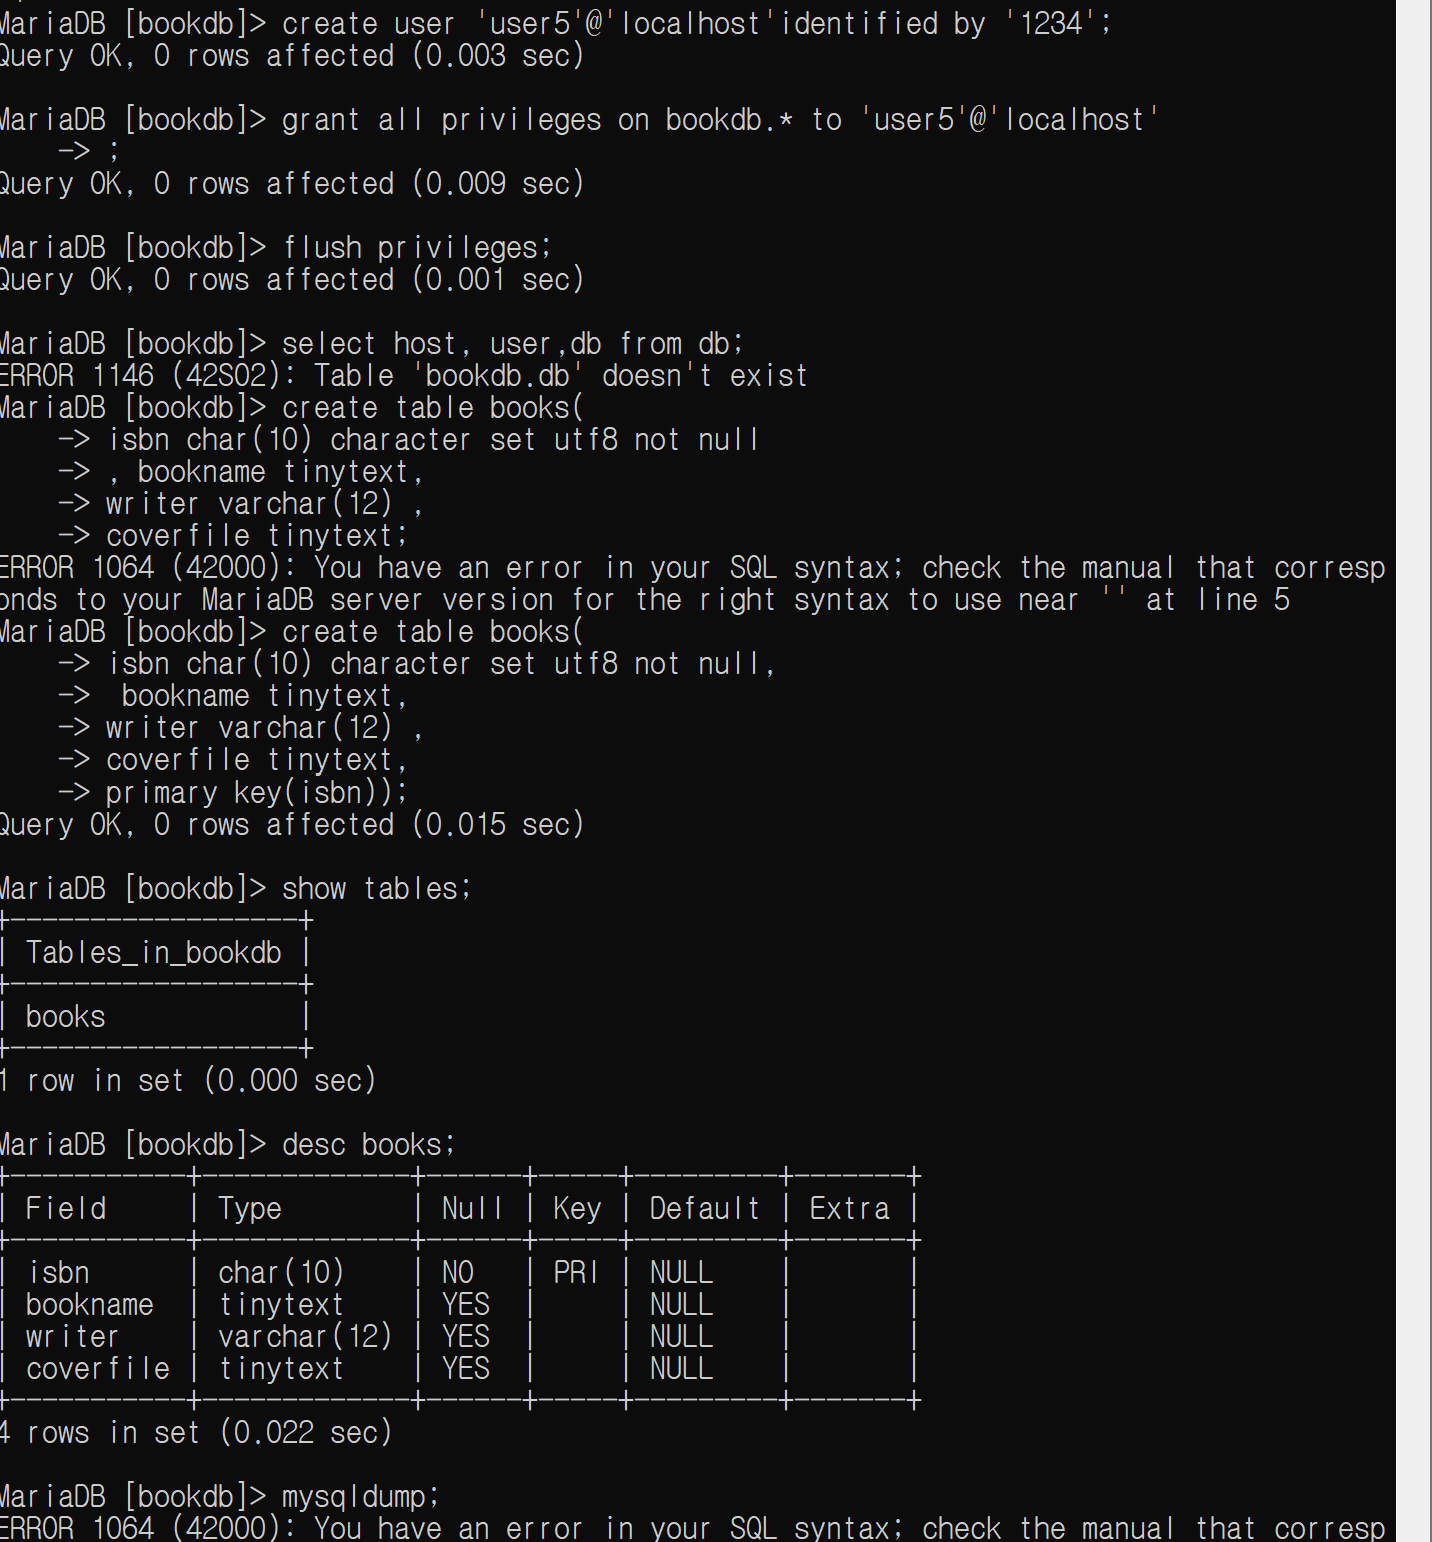 MariaDB [bookdb]> create user 'user5'@'localhost'identified by '1234';
Query OK, 0 rows affected (0.003 sec)
MariaDB [bookdb]> grant all privileges on bookdb.* to 'user5'@'localhost'
    -> ;
Query OK, 0 rows affected (0.009 sec)
MariaDB [bookdb]> flush privileges;
Query OK, 0 rows affected (0.001 sec)
MariaDB [bookdb]> select host, user,db from db;
ERROR 1146 (42S02): Table 'bookdb.db' doesn't exist
MariaDB [bookdb]> create table books(
    -> isbn char(10) character set utf8 not null
    -> , bookname tinytext,
    -> writer varchar(12) ,
    -> coverfile tinytext;
ERROR 1064 (42000): You have an error in your SQL syntax; check the manual that corresp
onds to your MariaDB server version for the right syntax to use near '' at line 5
MariaDB [bookdb]> create table books(
    -> isbn char(10) character set utf8 not null,
    ->  bookname tinytext,
    -> writer varchar(12) ,
    -> coverfile tinytext,
    -> primary key(isbn));
Query OK, 0 rows affected (0.015 sec)
MariaDB [bookdb]> show tables;
+------------------+
| Tables_in_bookdb |
+------------------+
| books            |
+------------------+
1 row in set (0.000 sec)
MariaDB [bookdb]> desc books;
+-----------+-------------+------+-----+---------+-------+
| Field     | Type        | Null | Key | Default | Extra |
+-----------+-------------+------+-----+---------+-------+
| isbn      | char(10)    | NO   | PRI | NULL    |       |
| bookname  | tinytext    | YES  |     | NULL    |       |
| writer    | varchar(12) | YES  |     | NULL    |       |
| coverfile | tinytext    | YES  |     | NULL    |       |
+-----------+-------------+------+-----+---------+-------+
4 rows in set (0.022 sec)
MariaDB [bookdb]> mysqldump;
ERROR 1064 (42000): You have an error in your SQL syntax; check the manual that corresp